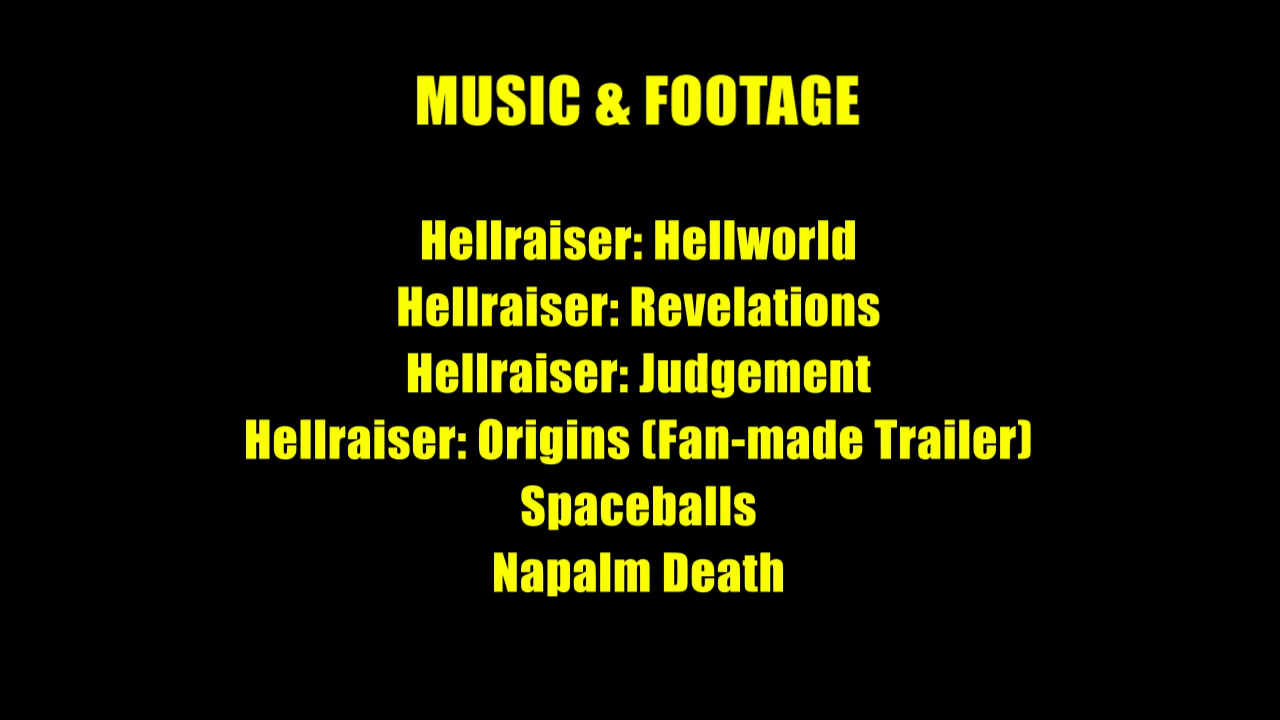 MUSIC & FOOTAGE
Hellraiser: Hellworld
Hellraiser: Revelations
Hellraiser: Judgement
Hellraiser: Origins (Fan-made Trailer)
Spaceballs
Napalm Death